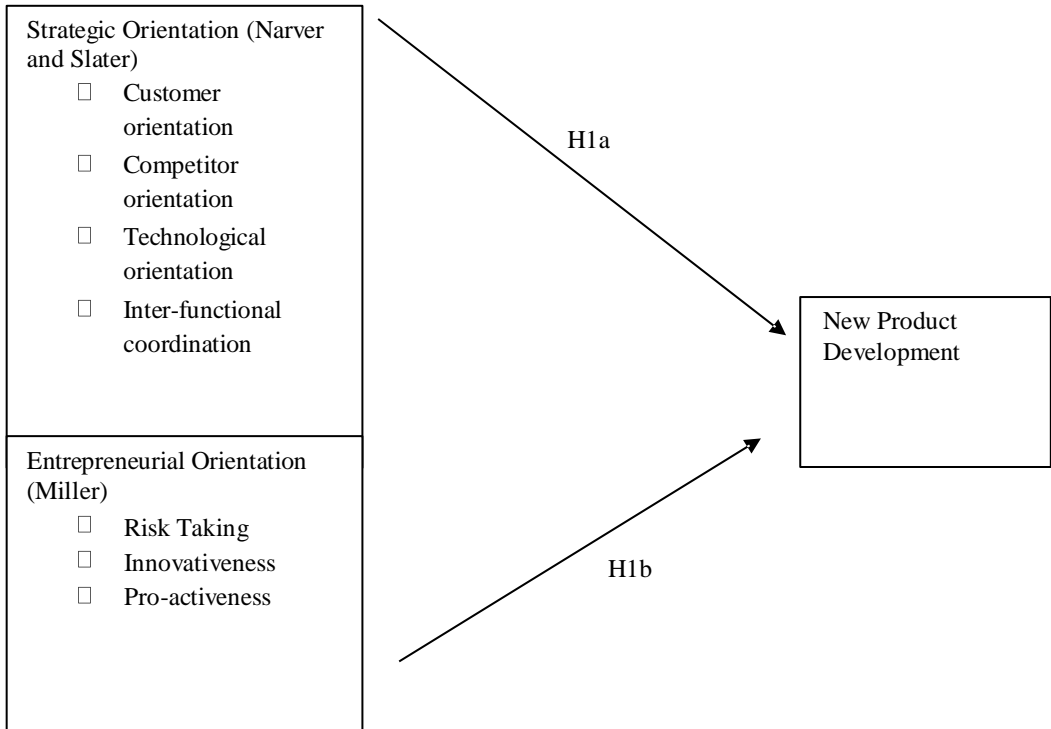 Strategic Orientation (Narver
and Slater)
Customer
orientation
Competitor
orientation
Technological
orientation
Inter-functional
coordination
H1a
New Product
Development
Entrepreneurial Orientation
(Miller)
Risk Taking
Innovativeness
Pro-activeness
H1b